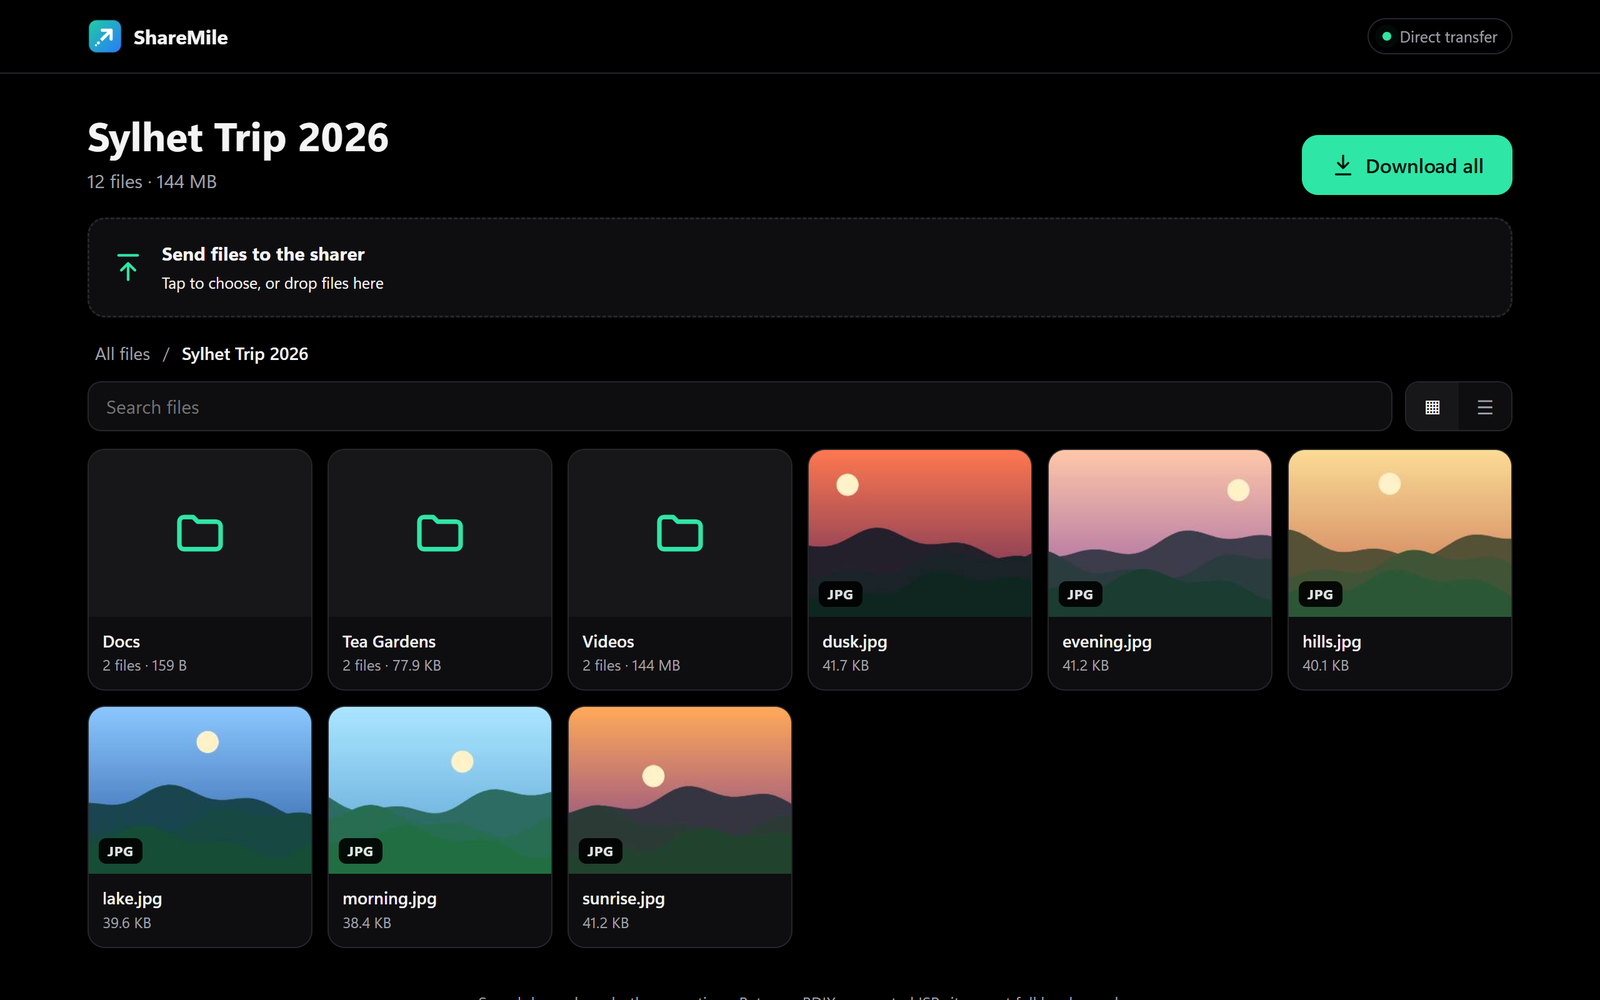 ShareMile
Direct transfer
Sylhet Trip 2026
12 files · 144 MB
Download all
Send files to the sharer
Tap to choose, or drop files here
All files / Sylhet Trip 2026
Search files
JPG
JPG
JPG
Docs
Tea Gardens
Videos
dusk.jpg
evening.jpg
hills.jpg
2 files · 159 B
2 files · 77.9 KB
2 files · 144 MB
41.7 KB
41.2 KB
40.1 KB
JPG
JPG
JPG
lake.jpg
morning.jpg
sunrise.jpg
39.6 KB
38.4 KB
41.2 KB